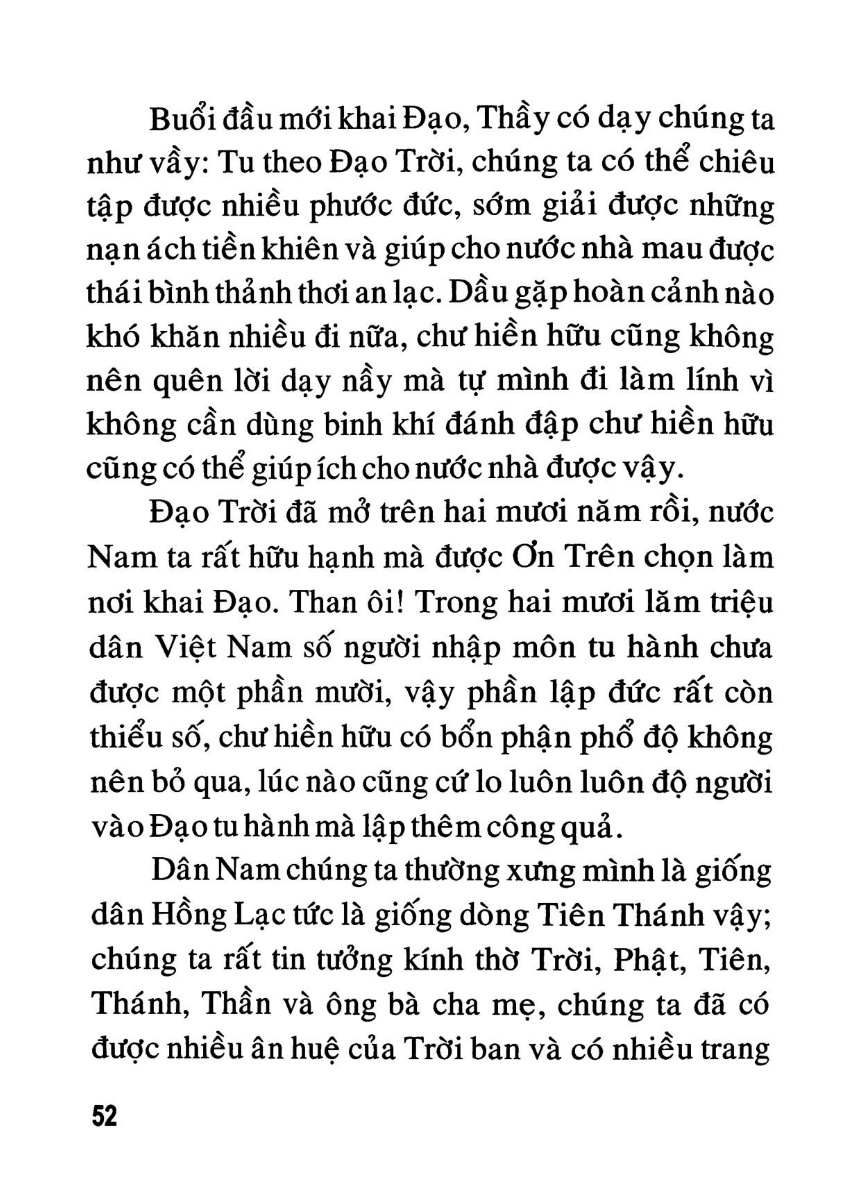 Buổi đầu mới khai Đạo, Thầy có dạy chúng ta
như vầy: Tu theo Đạo Trời, chúng ta có thể chiêu
tập được nhiều phước đức, sớm giải được những
nạn ách tiền khiên và giúp cho nước nhà mau được
thái bình thảnh thơi an lạc. Dầu gặp hoàn cảnh nào
khó khăn nhiều đi nữa, chư hiền hữu cũng không
nên quên lời dạy nầy mà tự mình đi làm lính vì
không cần dùng binh khí đánh đập chư hiền hữu
cũng có thể giúp ích cho nước nhà được vậy.
Đạo Trời đã mở trên hai mươi năm rồi, nước
Nam ta rất hữu hạnh mà được Ơn Trên chọn làm
nơi khai Đạo. Than ôi! Trong hai mươi lăm triệu
dân Việt Nam số người nhập môn tu hành chưa
được một phần mười, vậy phần lập đức rất còn
thiểu số, chư hiền hữu có bổn phận phổ độ không
nên bỏ qua, lúc nào cũng cứ lo luôn luôn độ người
vào Đạo tu hành mà lập thêm công quả.
Dân Nam chúng ta thường xưng mình là giống
dân Hồng Lạc tức là giống dòng Tiên Thánh vậy;
chúng ta rất tin tưởng kính thờ Trời, Phật, Tiên,
Thánh, Thần và ông bà cha mẹ, chúng ta đã có
được nhiều ân huệ của Trời ban và có nhiều trang
52